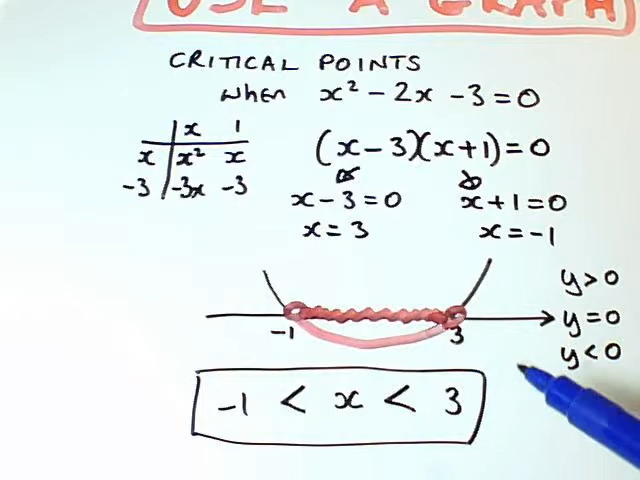 USE A GRAPH
CRITICAL POINTS
when x² - 2x - 3 = 0
x 1
x x² x
-3 -3x -3
(x - 3)(x + 1) = 0
x - 3 = 0 x + 1 = 0
x = 3 x = -1
y > 0
y = 0
y < 0
-1 3
-1 < x < 3